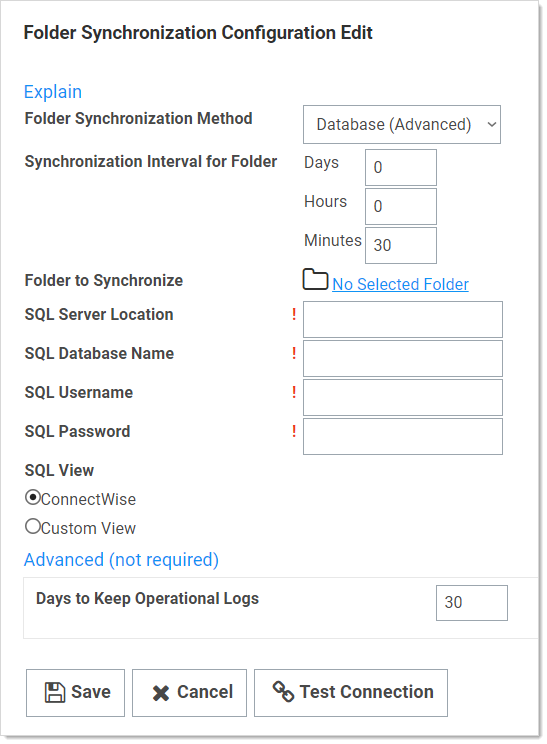 Folder Synchronization Configuration Edit
Explain
Folder Synchronization Method Database (Advanced)
Synchronization Interval for Folder Days 0
Hours 0
Minutes 30
Folder to Synchronize No Selected Folder
SQL Server Location !
SQL Database Name !
SQL Username !
SQL Password !
SQL View
ConnectWise
Custom View
Advanced (not required)
Days to Keep Operational Logs 30
Save Cancel Test Connection